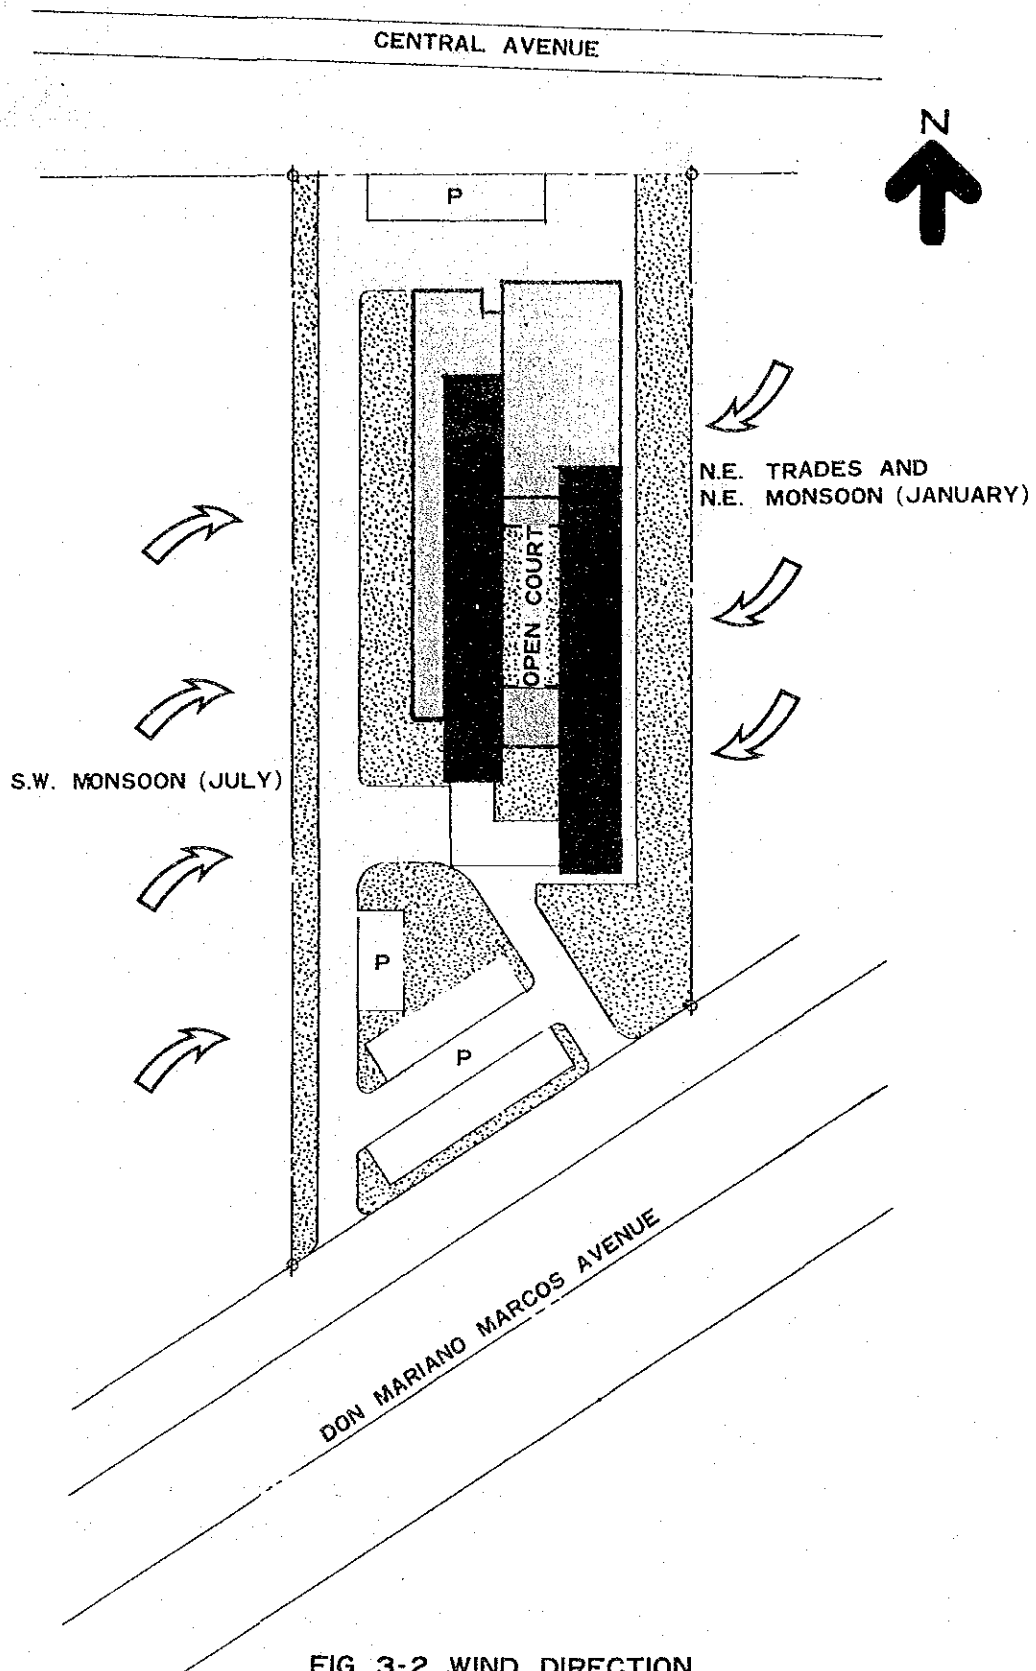 CENTRAL AVENUE
N
P
N.E. TRADES AND
N.E. MONSOON (JANUARY)
OPEN COURT
S.W. MONSOON (JULY)
P
P
DON MARIANO MARCOS AVENUE
FIG. 3-2 WIND DIRECTION